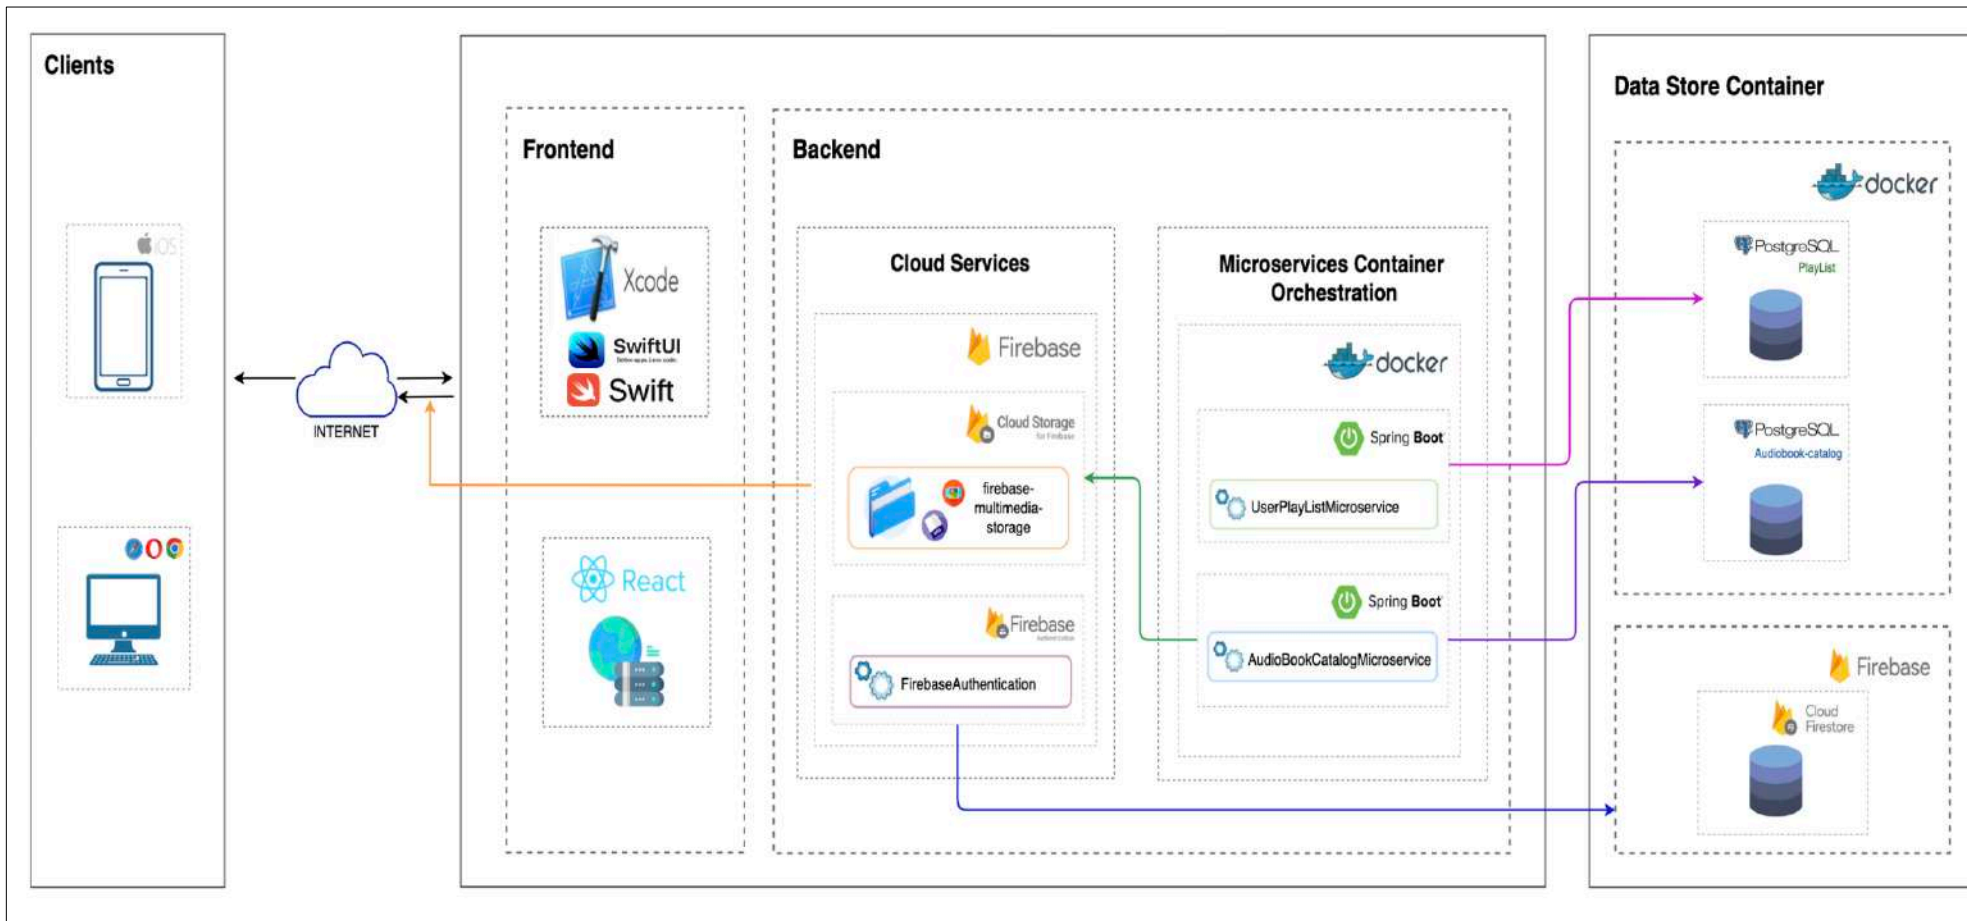 Clients
iOS
INTERNET
Frontend
Xcode
SwiftUI
Swift
React
Backend
Cloud Services
Firebase
Cloud Storage
for Firebase
firebase-
multimedia-
storage
Firebase
FirebaseAuthentication
Microservices Container
Orchestration
docker
Spring Boot
UserPlayListMicroservice
Spring Boot
AudioBookCatalogMicroservice
Data Store Container
docker
PostgreSQL
PlayList
PostgreSQL
Audiobook-catalog
Firebase
Cloud
Firestore